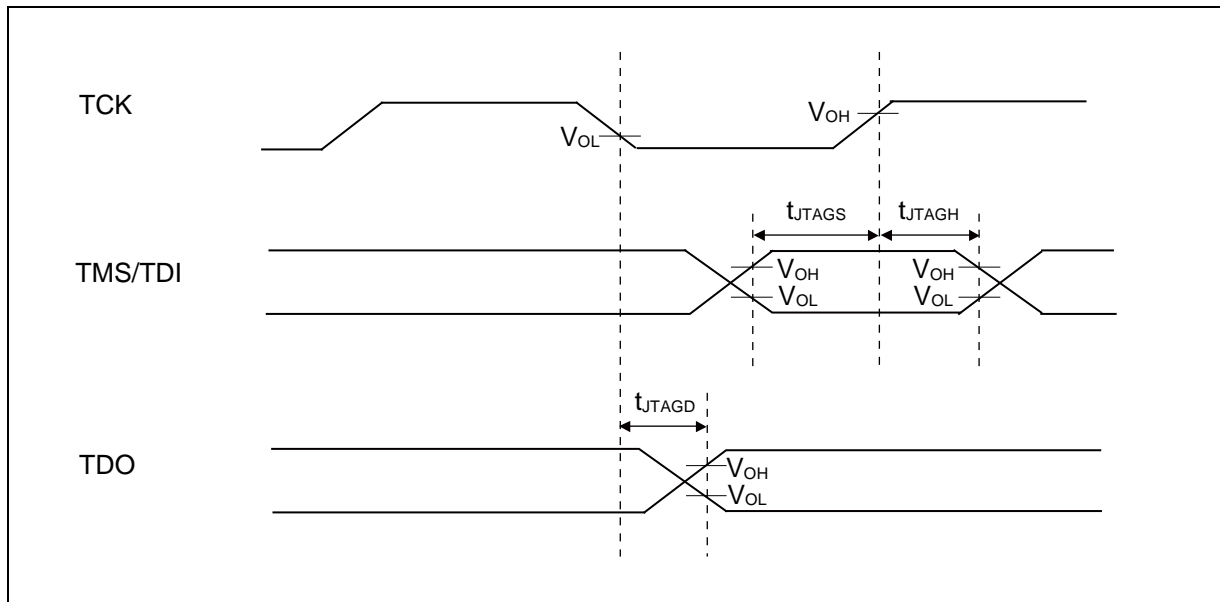 TCK
VOL
VOH
tJTAGS
tJTAGH
TMS/TDI
VOH
VOL
VOH
VOL
tJTAGD
TDO
VOH
VOL